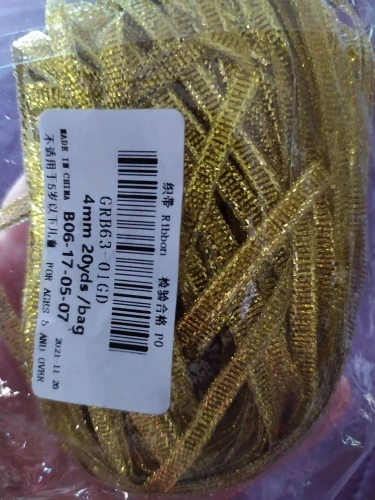 织带 Ribbon 检验合格 PO
GRB63-01GD
4mm 20yds/bag
B06-17-05-07 2021-11-20
MADE IN CHINA FOR AGES 5 AND OVER
不适用于5岁以下儿童